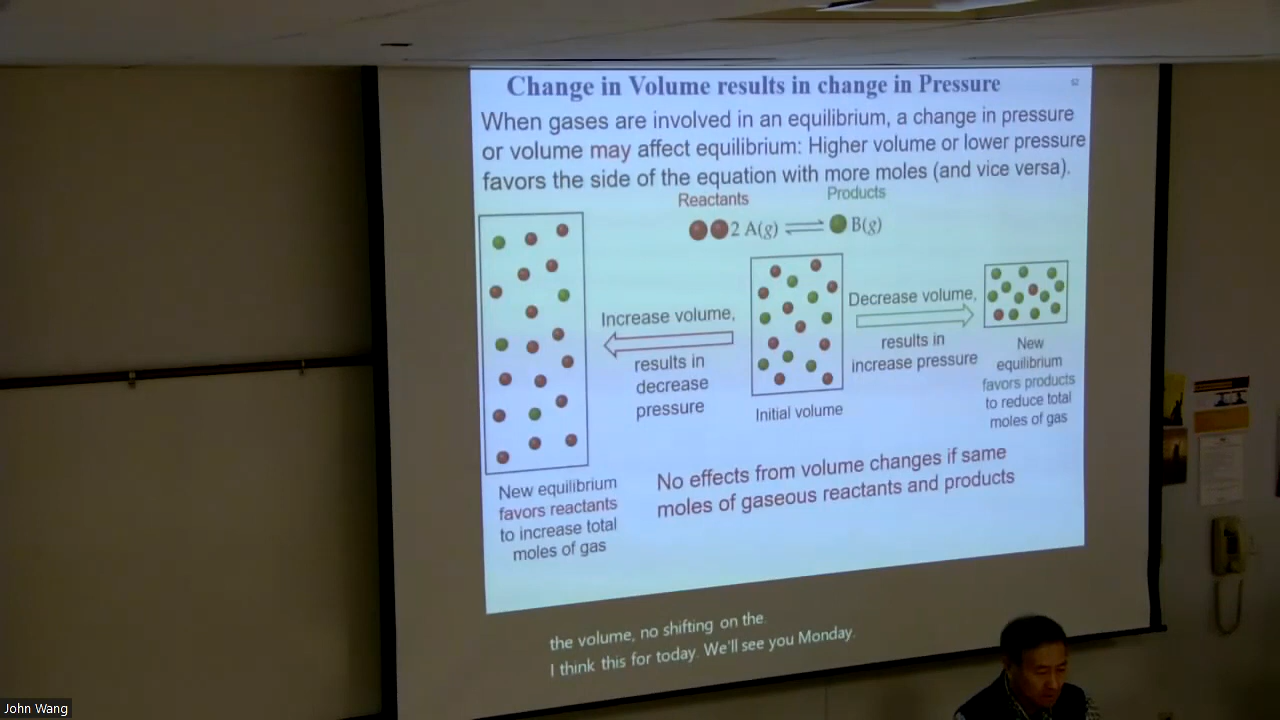 Change in Volume results in change in Pressure
52
When gases are involved in an equilibrium, a change in pressure
or volume may affect equilibrium: Higher volume or lower pressure
favors the side of the equation with more moles (and vice versa).
Reactants
Products
2 A(g) ⇌ B(g)
Increase volume,
results in
decrease
pressure
Initial volume
Decrease volume,
results in
increase pressure
New
equilibrium
favors products
to reduce total
moles of gas
New equilibrium
favors reactants
to increase total
moles of gas
No effects from volume changes if same
moles of gaseous reactants and products
the volume, no shifting on the.
I think this for today. We'll see you Monday.
John Wang